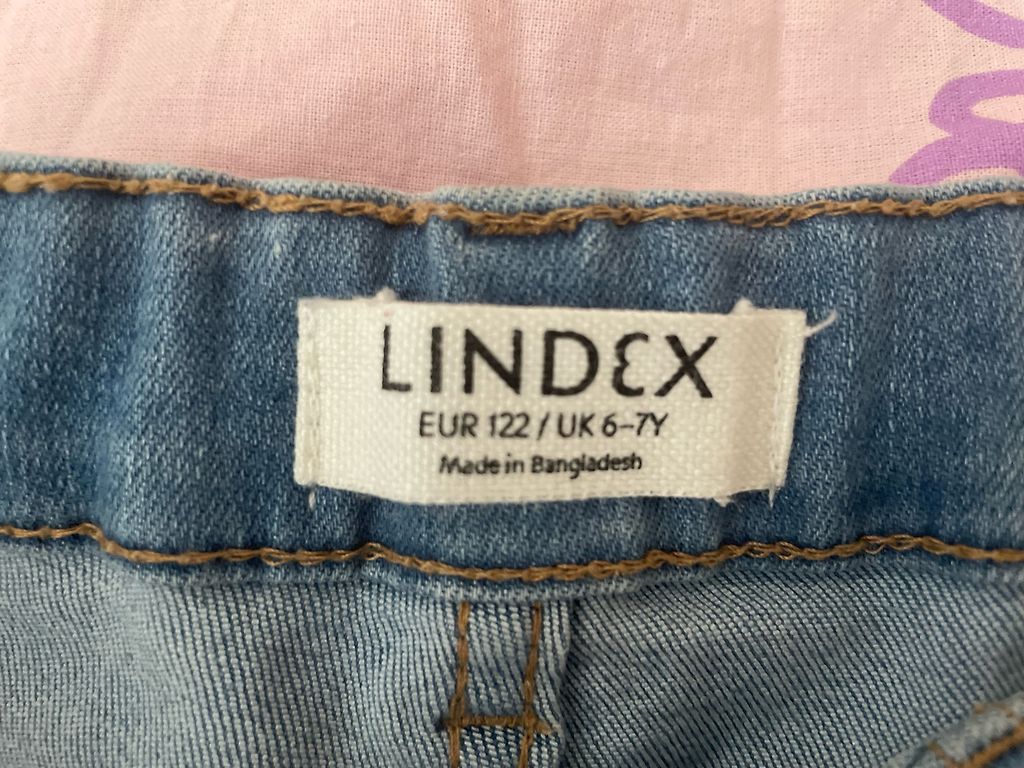 LINDEX
EUR 122 / UK 6-7Y
Made in Bangladesh